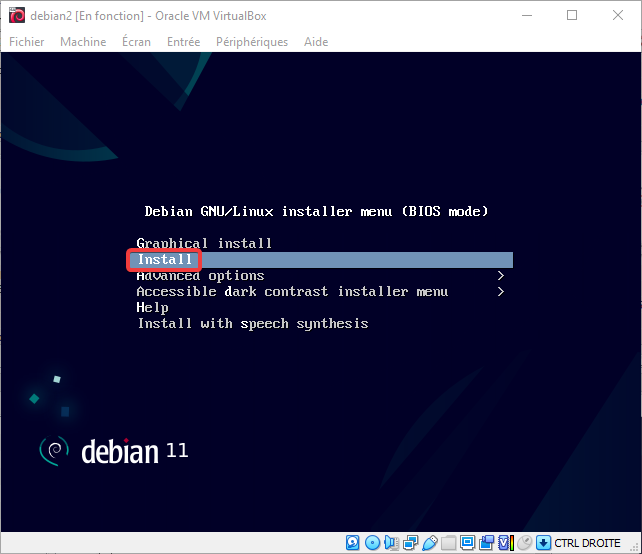 debian2 [En fonction] - Oracle VM VirtualBox
Fichier Machine Écran Entrée Périphériques Aide
Debian GNU/Linux installer menu (BIOS mode)
Graphical install
Install
Advanced options >
Accessible dark contrast installer menu >
Help
Install with speech synthesis
debian 11
CTRL DROITE